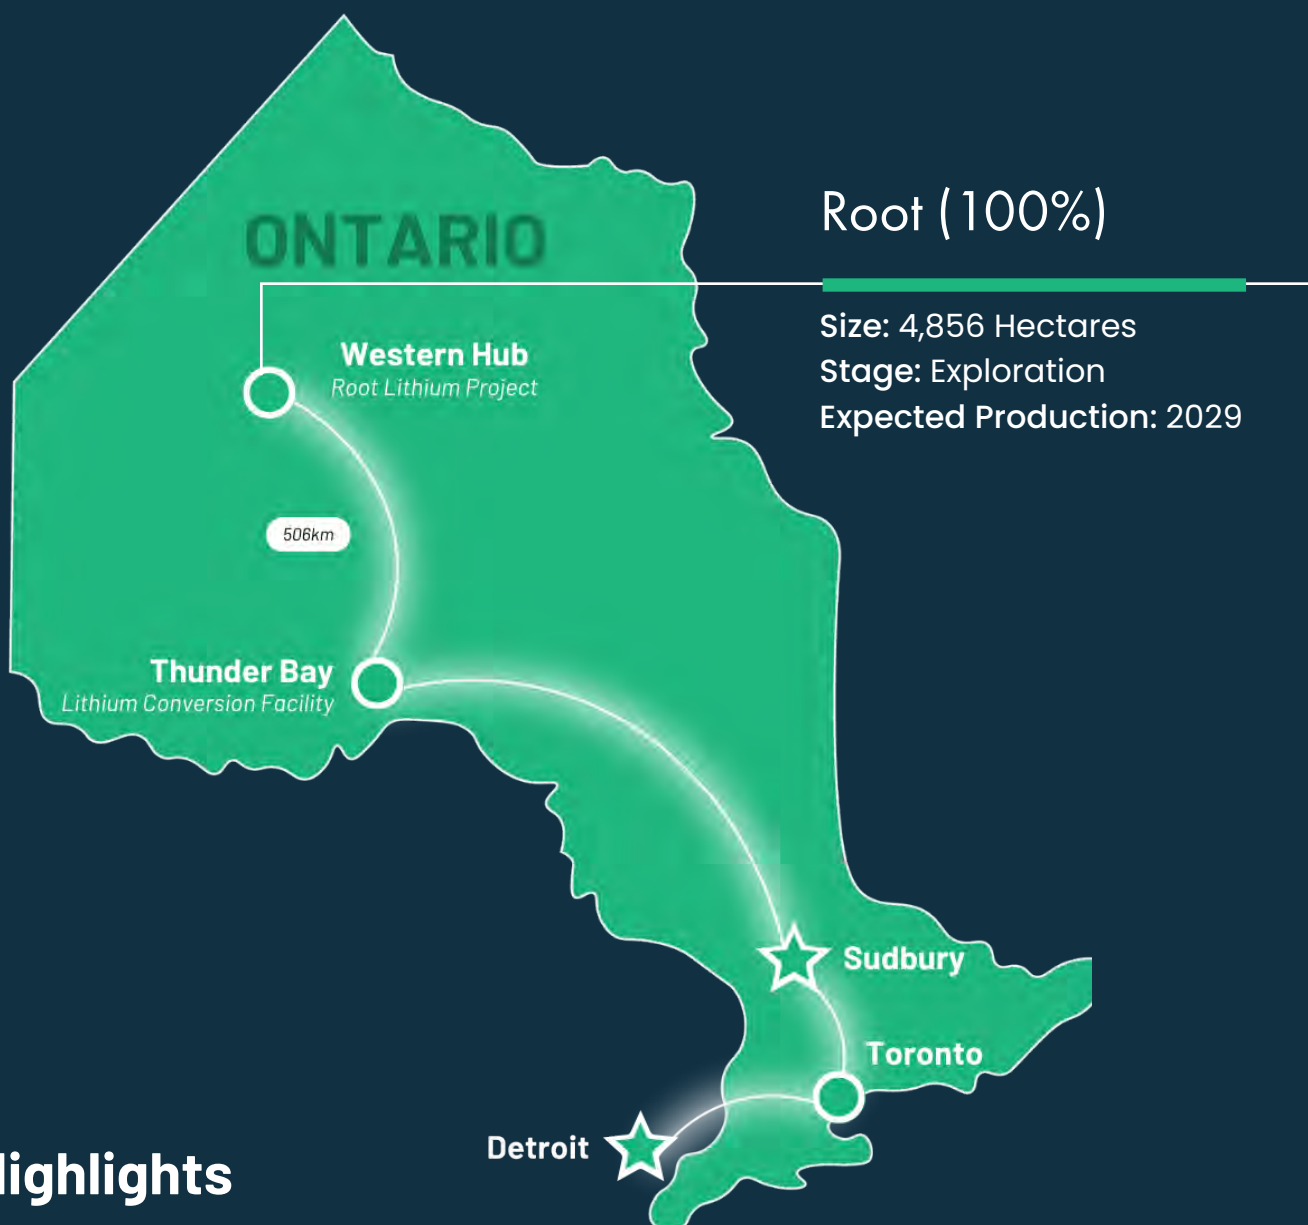 ONTARIO
Root (100%)
Size: 4,856 Hectares
Stage: Exploration
Expected Production: 2029
Western Hub
Root Lithium Project
506km
Thunder Bay
Lithium Conversion Facility
Sudbury
Toronto
Detroit
lighlights